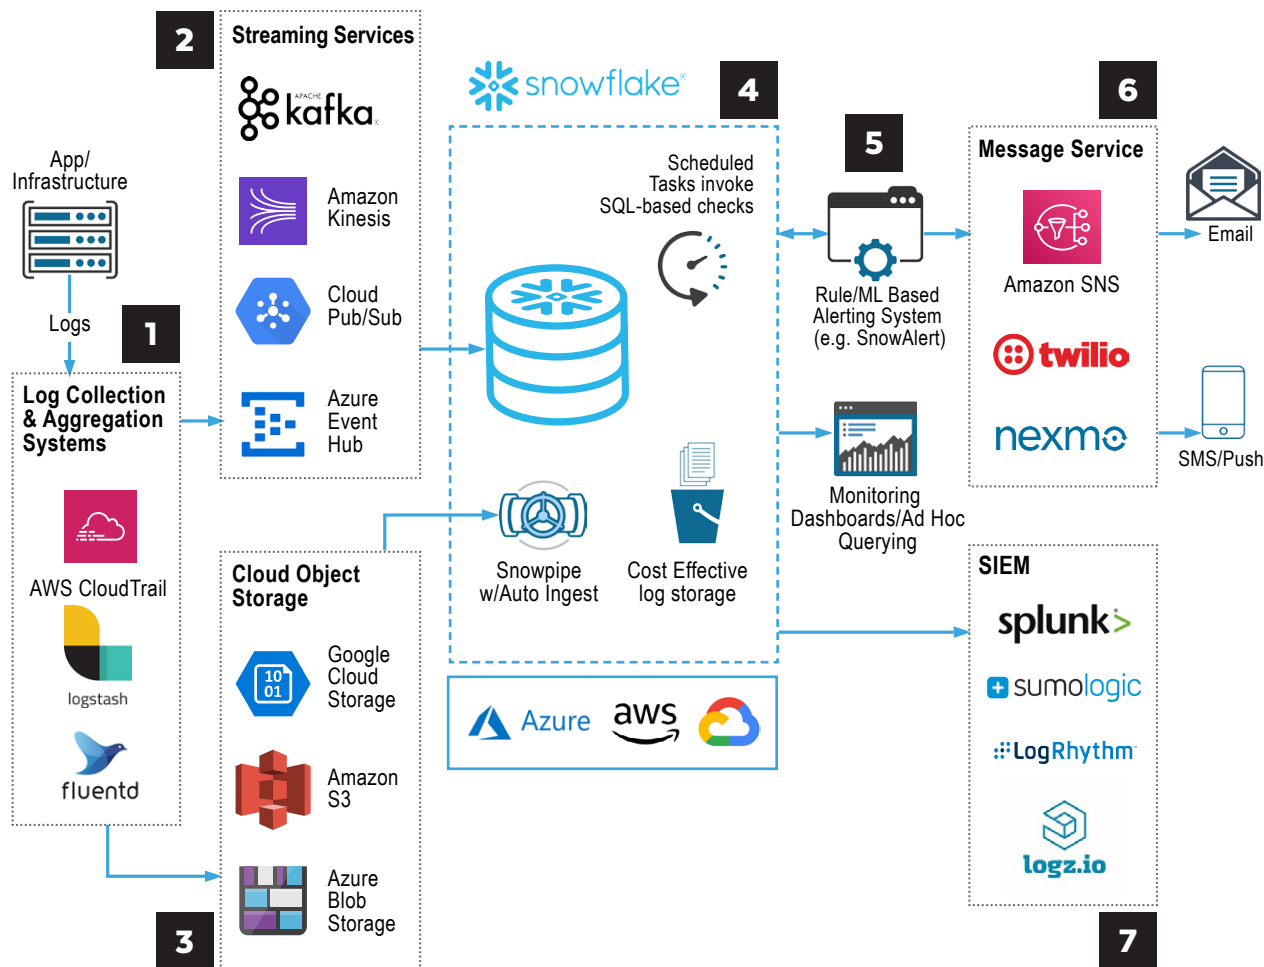 2
Streaming Services
APACHE
kafka
Amazon
Kinesis
Cloud
Pub/Sub
Azure
Event
Hub
App/
Infrastructure
Logs
1
Log Collection
& Aggregation
Systems
AWS CloudTrail
logstash
fluentd
3
Cloud Object
Storage
10
01
Google
Cloud
Storage
Amazon
S3
Azure
Blob
Storage
snowflake
4
Scheduled
Tasks invoke
SQL-based checks
Snowpipe
w/Auto Ingest
Cost Effective
log storage
Azure
aws
5
Rule/ML Based
Alerting System
(e.g. SnowAlert)
Monitoring
Dashboards/Ad Hoc
Querying
6
Message Service
Amazon SNS
twilio
nexmo
Email
SMS/Push
SIEM
splunk>
sumologic
LogRhythm
logz.io
7